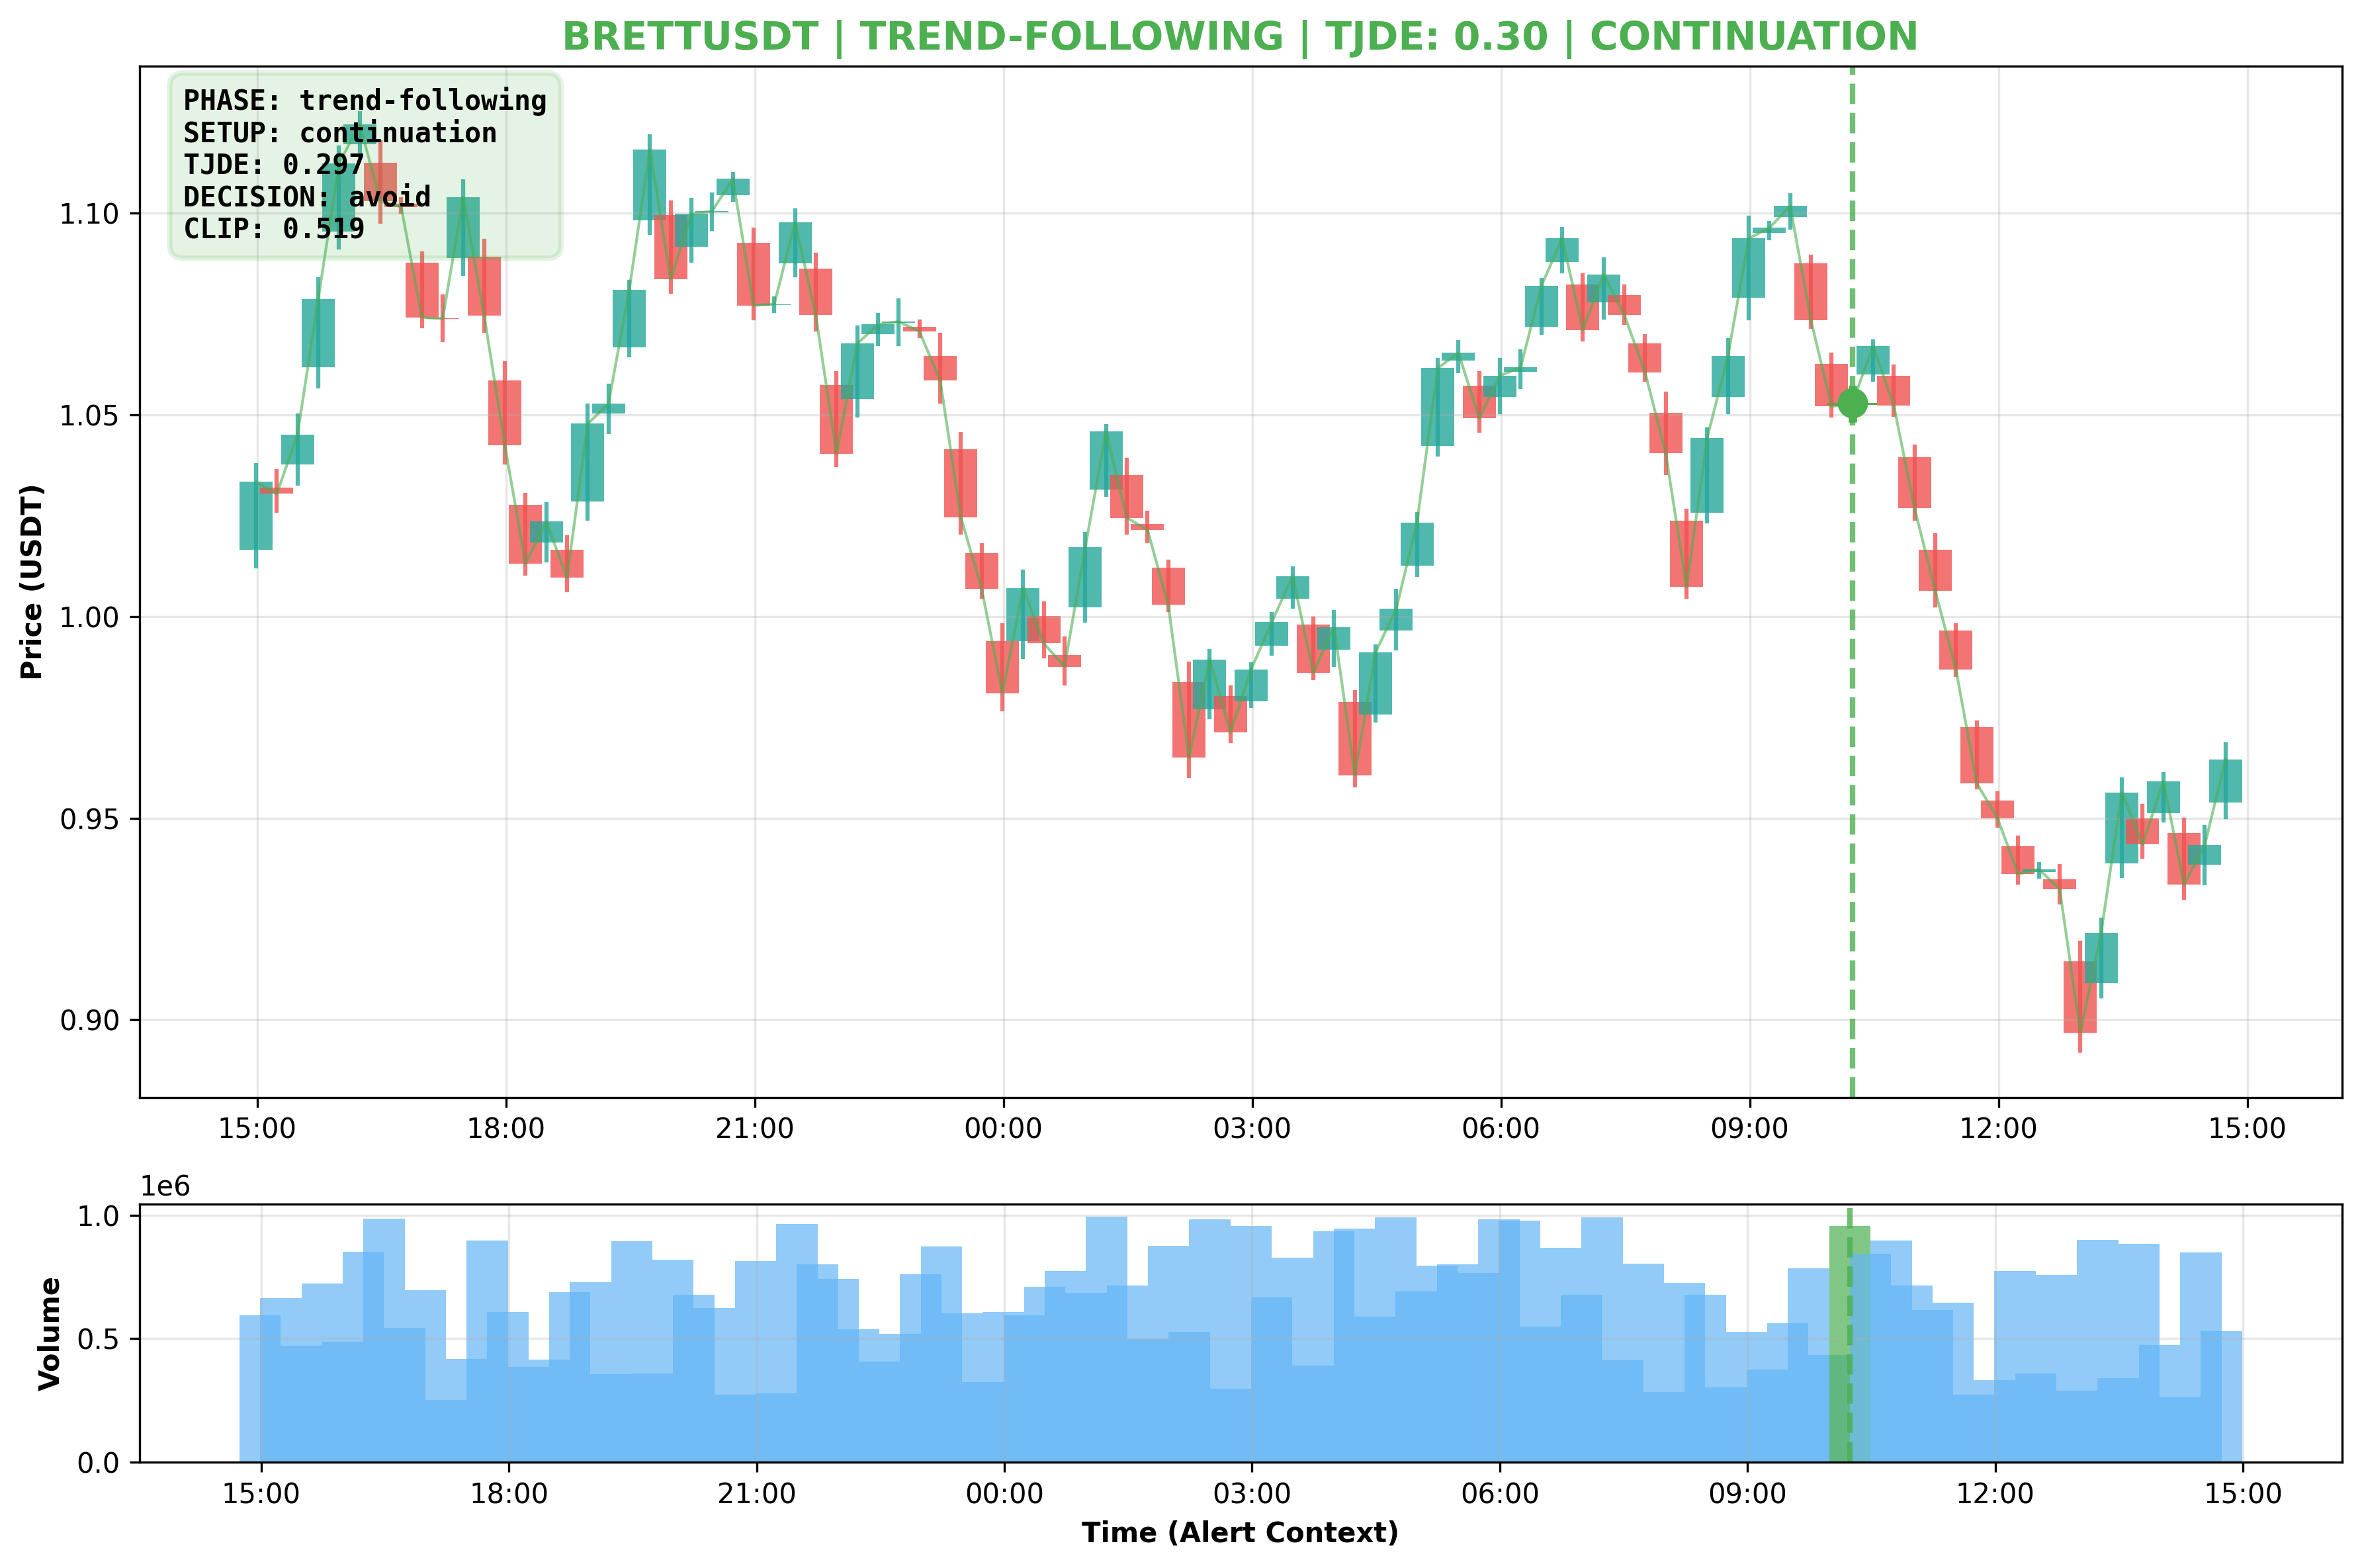 BRETTUSDT | TREND-FOLLOWING | TJDE: 0.30 | CONTINUATION
PHASE: trend-following
SETUP: continuation
TJDE: 0.297
DECISION: avoid
CLIP: 0.519
Price (USDT)
1.10
1.05
1.00
0.95
0.90
15:00 18:00 21:00 00:00 03:00 06:00 09:00 12:00 15:00
1e6
Volume
1.0
0.5
0.0
15:00 18:00 21:00 00:00 03:00 06:00 09:00 12:00 15:00
Time (Alert Context)